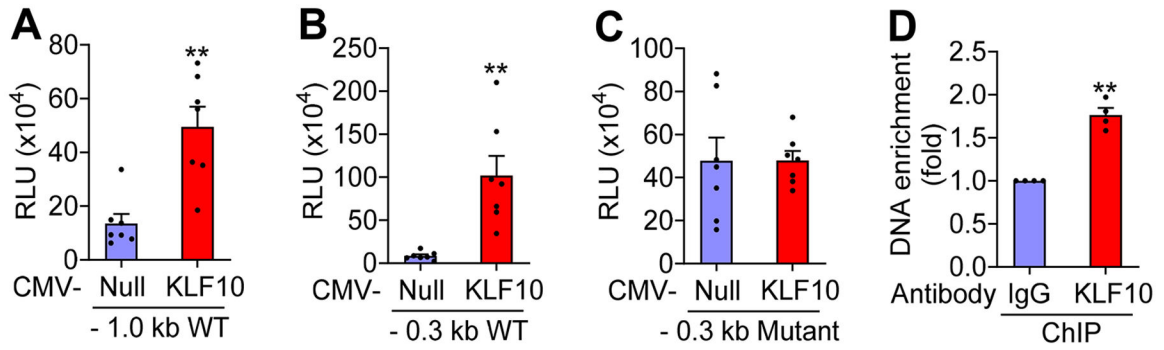 A
RLU (x10⁴)
80
60
40
20
0
**
CMV- Null KLF10
- 1.0 kb WT
B
RLU (x10⁴)
250
200
150
100
50
0
**
CMV- Null KLF10
- 0.3 kb WT
C
RLU (x10⁴)
100
80
60
40
20
0
CMV- Null KLF10
- 0.3 kb Mutant
D
DNA enrichment
(fold)
2.5
2.0
1.5
1.0
0.5
0.0
**
Antibody IgG KLF10
ChIP